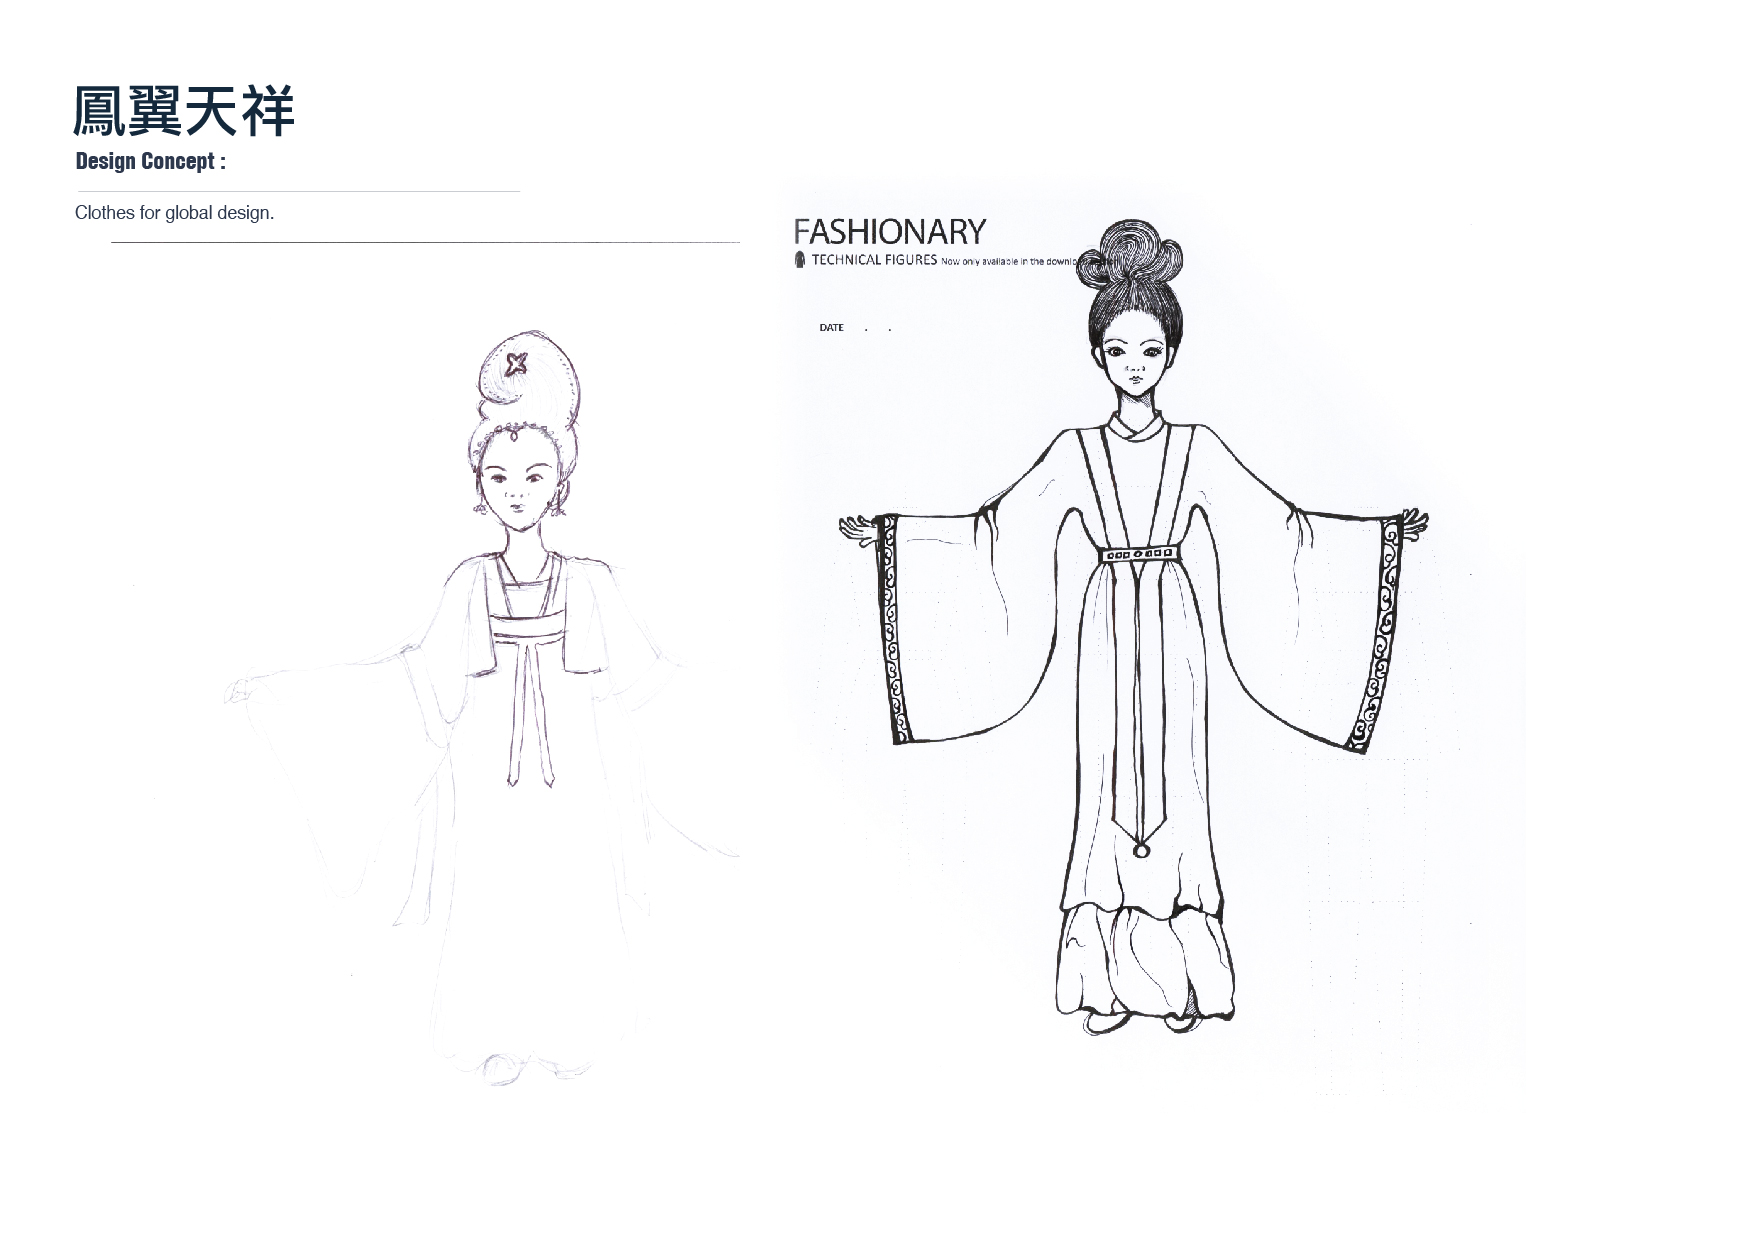 鳳翼天祥
Design Concept :
Clothes for global design.
FASHIONARY
TECHNICAL FIGURES Now only available in the downlo
DATE . .